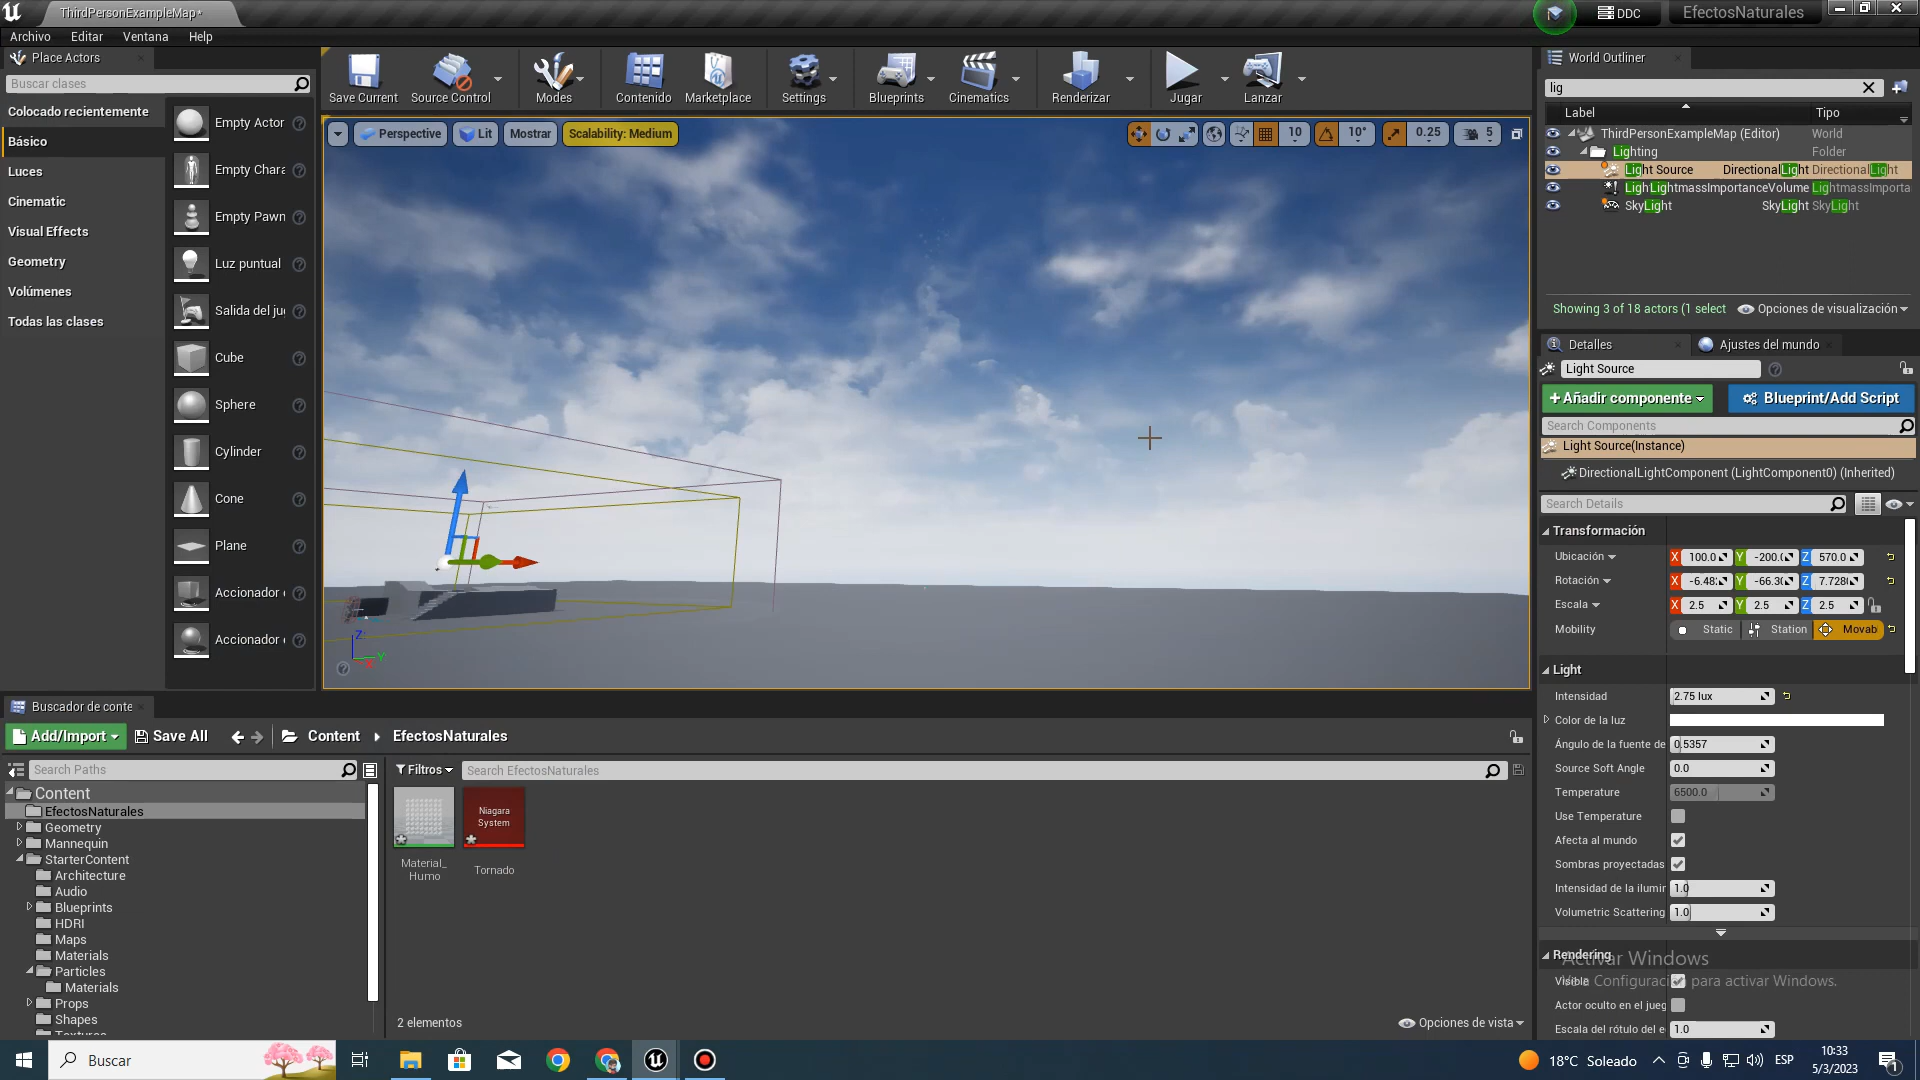 ThirdPersonExampleMap*
DDC
EfectosNaturales
Archivo
Editar
Ventana
Help
Place Actors
Buscar clases
Colocado recientemente
Básico
Luces
Cinematic
Visual Effects
Geometry
Volúmenes
Todas las clases
Empty Actor
Empty Chara
Empty Pawn
Luz puntual
Salida del ju
Cube
Sphere
Cylinder
Cone
Plane
Accionador
Accionador
Save Current
Source Control
Modes
Contenido
Marketplace
Settings
Blueprints
Cinematics
Renderizar
Jugar
Lanzar
Perspective
Lit
Mostrar
Scalability: Medium
10
10°
0.25
5
Z
Y
X
World Outliner
lig
Label
Tipo
ThirdPersonExampleMap (Editor) World
Lighting Folder
Light Source DirectionalLight DirectionalLight
LighLightmassImportanceVolume LightmassImporta
SkyLight SkyLight SkyLight
Showing 3 of 18 actors (1 select
Opciones de visualización
Detalles
Ajustes del mundo
Light Source
+Añadir componente
Blueprint/Add Script
Search Components
Light Source(Instance)
DirectionalLightComponent (LightComponent0) (Inherited)
Search Details
Transformación
Ubicación X 100.0 Y -200.0 Z 570.0
Rotación X -6.48 Y -66.30 Z 7.728
Escala X 2.5 Y 2.5 Z 2.5
Mobility Static Station Movab
Light
Intensidad 2.75 lux
Color de la luz
Ángulo de la fuente de 0.5357
Source Soft Angle 0.0
Temperature 6500.0
Use Temperature
Afecta al mundo
Sombras proyectadas
Intensidad de la ilumir 1.0
Volumetric Scattering 1.0
Rendering
Visible
Actor oculto en el jueg
Escala del rótulo del e 1.0
Activar Windows
Ve a Configuración para activar Windows.
Buscador de conte
Add/Import
Save All
Content
EfectosNaturales
Search Paths
Filtros
Search EfectosNaturales
Content
EfectosNaturales
Geometry
Mannequin
StarterContent
Architecture
Audio
Blueprints
HDRI
Maps
Materials
Particles
Materials
Props
Shapes
Textures
Niagara
System
Material_
Humo
Tornado
2 elementos
Opciones de vista
Buscar
18°C Soleado
ESP
10:33
5/3/2023
1